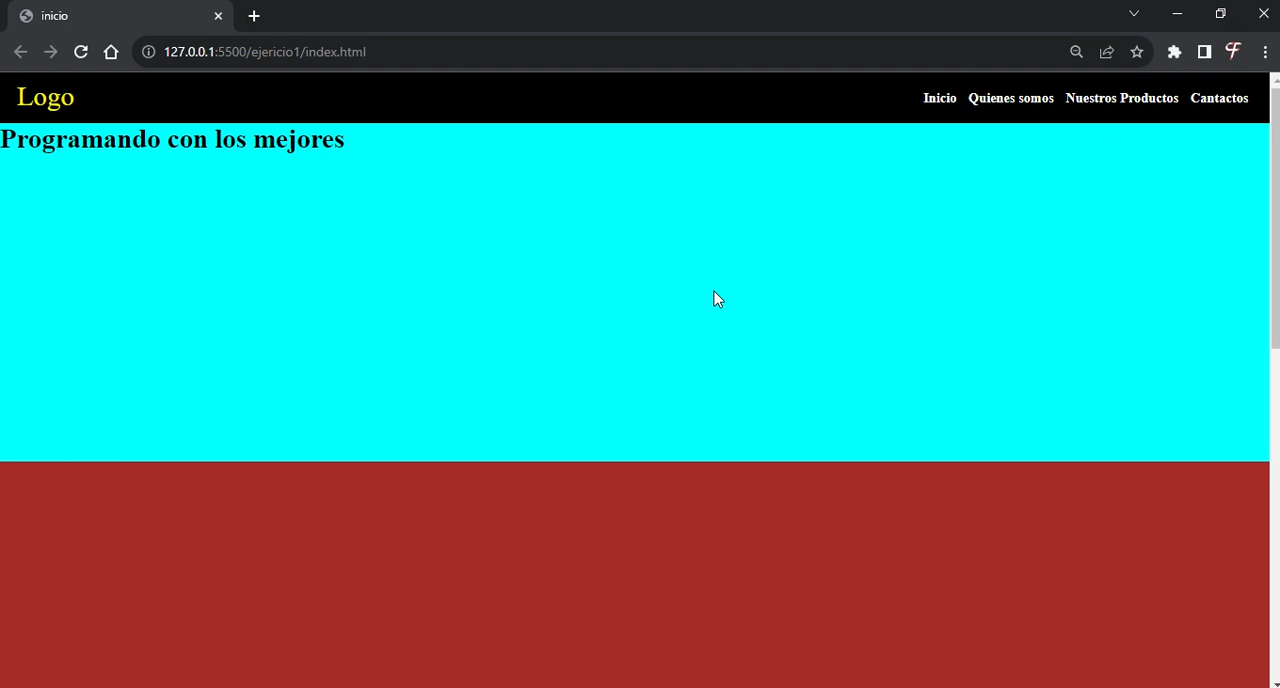 inicio
127.0.0.1:5500/ejericio1/index.html
Logo
Inicio Quienes somos Nuestros Productos Cantactos
Programando con los mejores